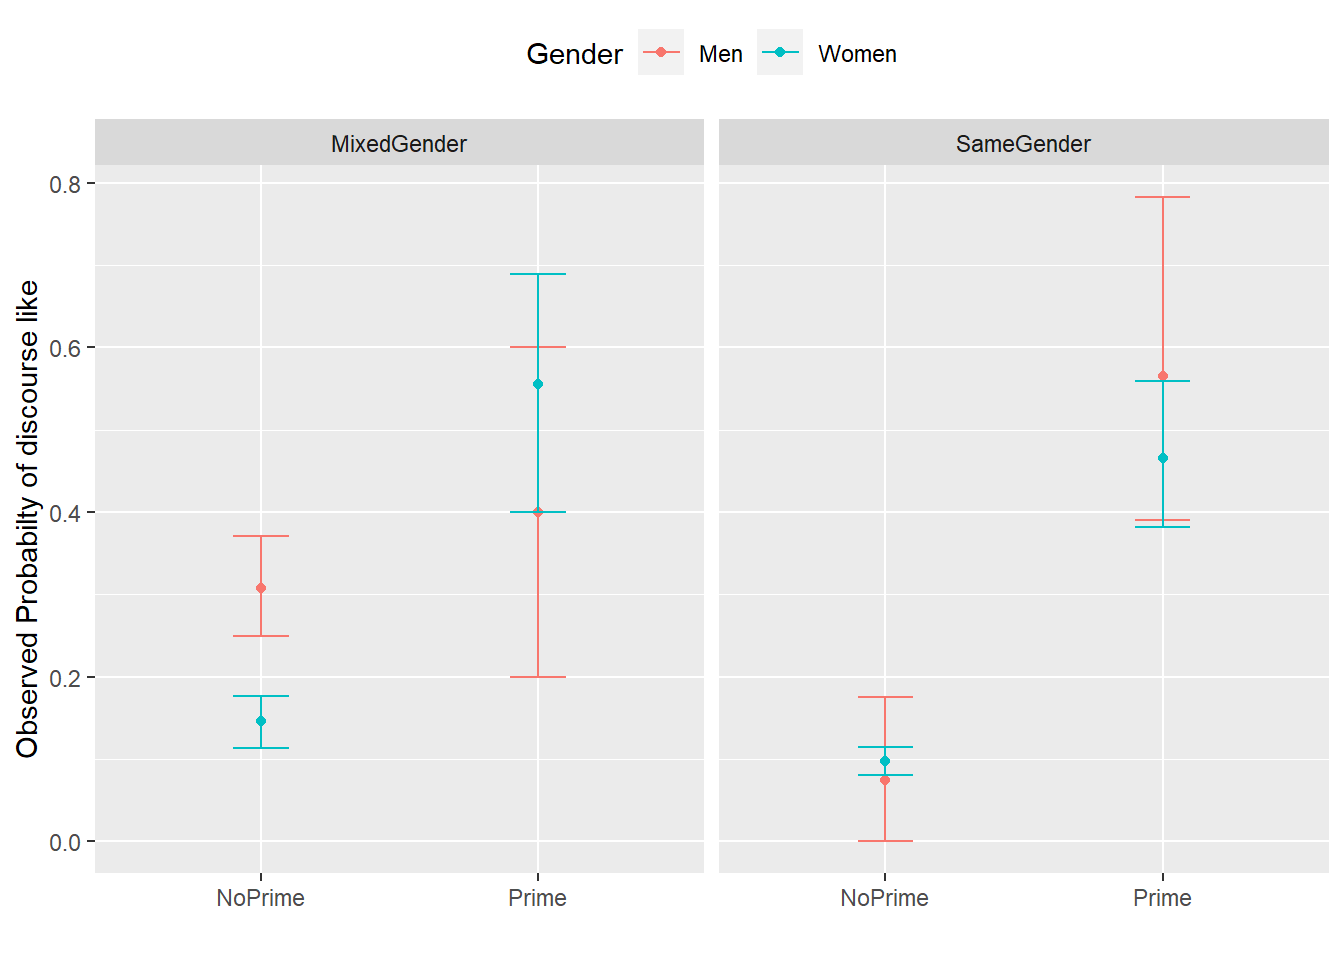 Gender Men Women
MixedGender SameGender
Observed Probabilty of discourse like
0.8
0.6
0.4
0.2
0.0
NoPrime Prime NoPrime Prime